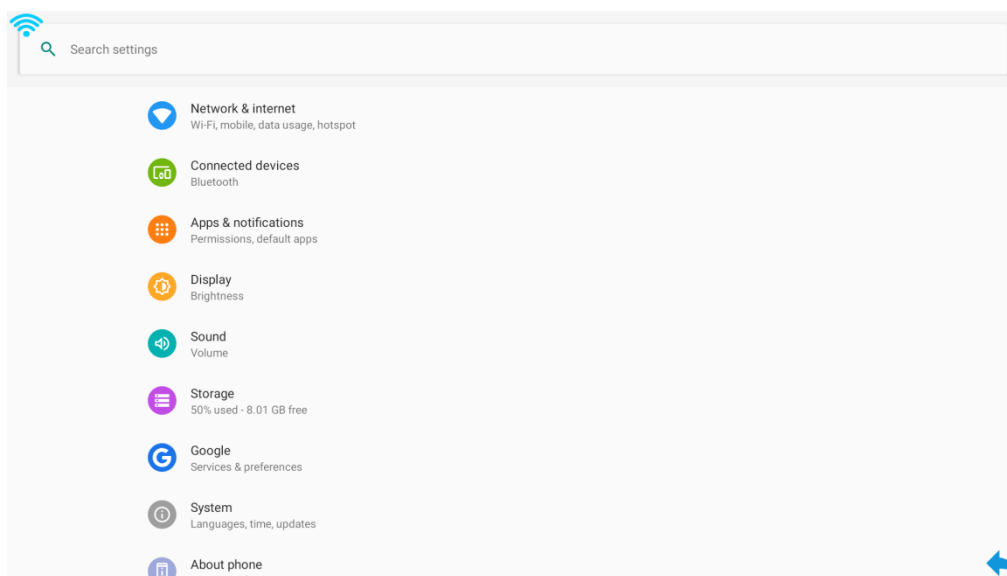 Search settings
Network & internet
Wi-Fi, mobile, data usage, hotspot
Connected devices
Bluetooth
Apps & notifications
Permissions, default apps
Display
Brightness
Sound
Volume
Storage
50% used - 8.01 GB free
Google
Services & preferences
System
Languages, time, updates
About phone